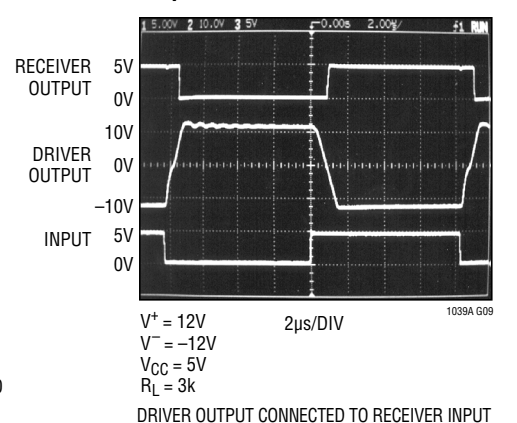 1 5.00V 2 10.0V 3 5V -0.00s 2.00µ/ ƒ1 RUN
RECEIVER OUTPUT 5V
0V
10V
DRIVER OUTPUT 0V
–10V
INPUT 5V
0V
1039A G09
V+ = 12V
2µs/DIV
V– = –12V
VCC = 5V
RL = 3k
DRIVER OUTPUT CONNECTED TO RECEIVER INPUT